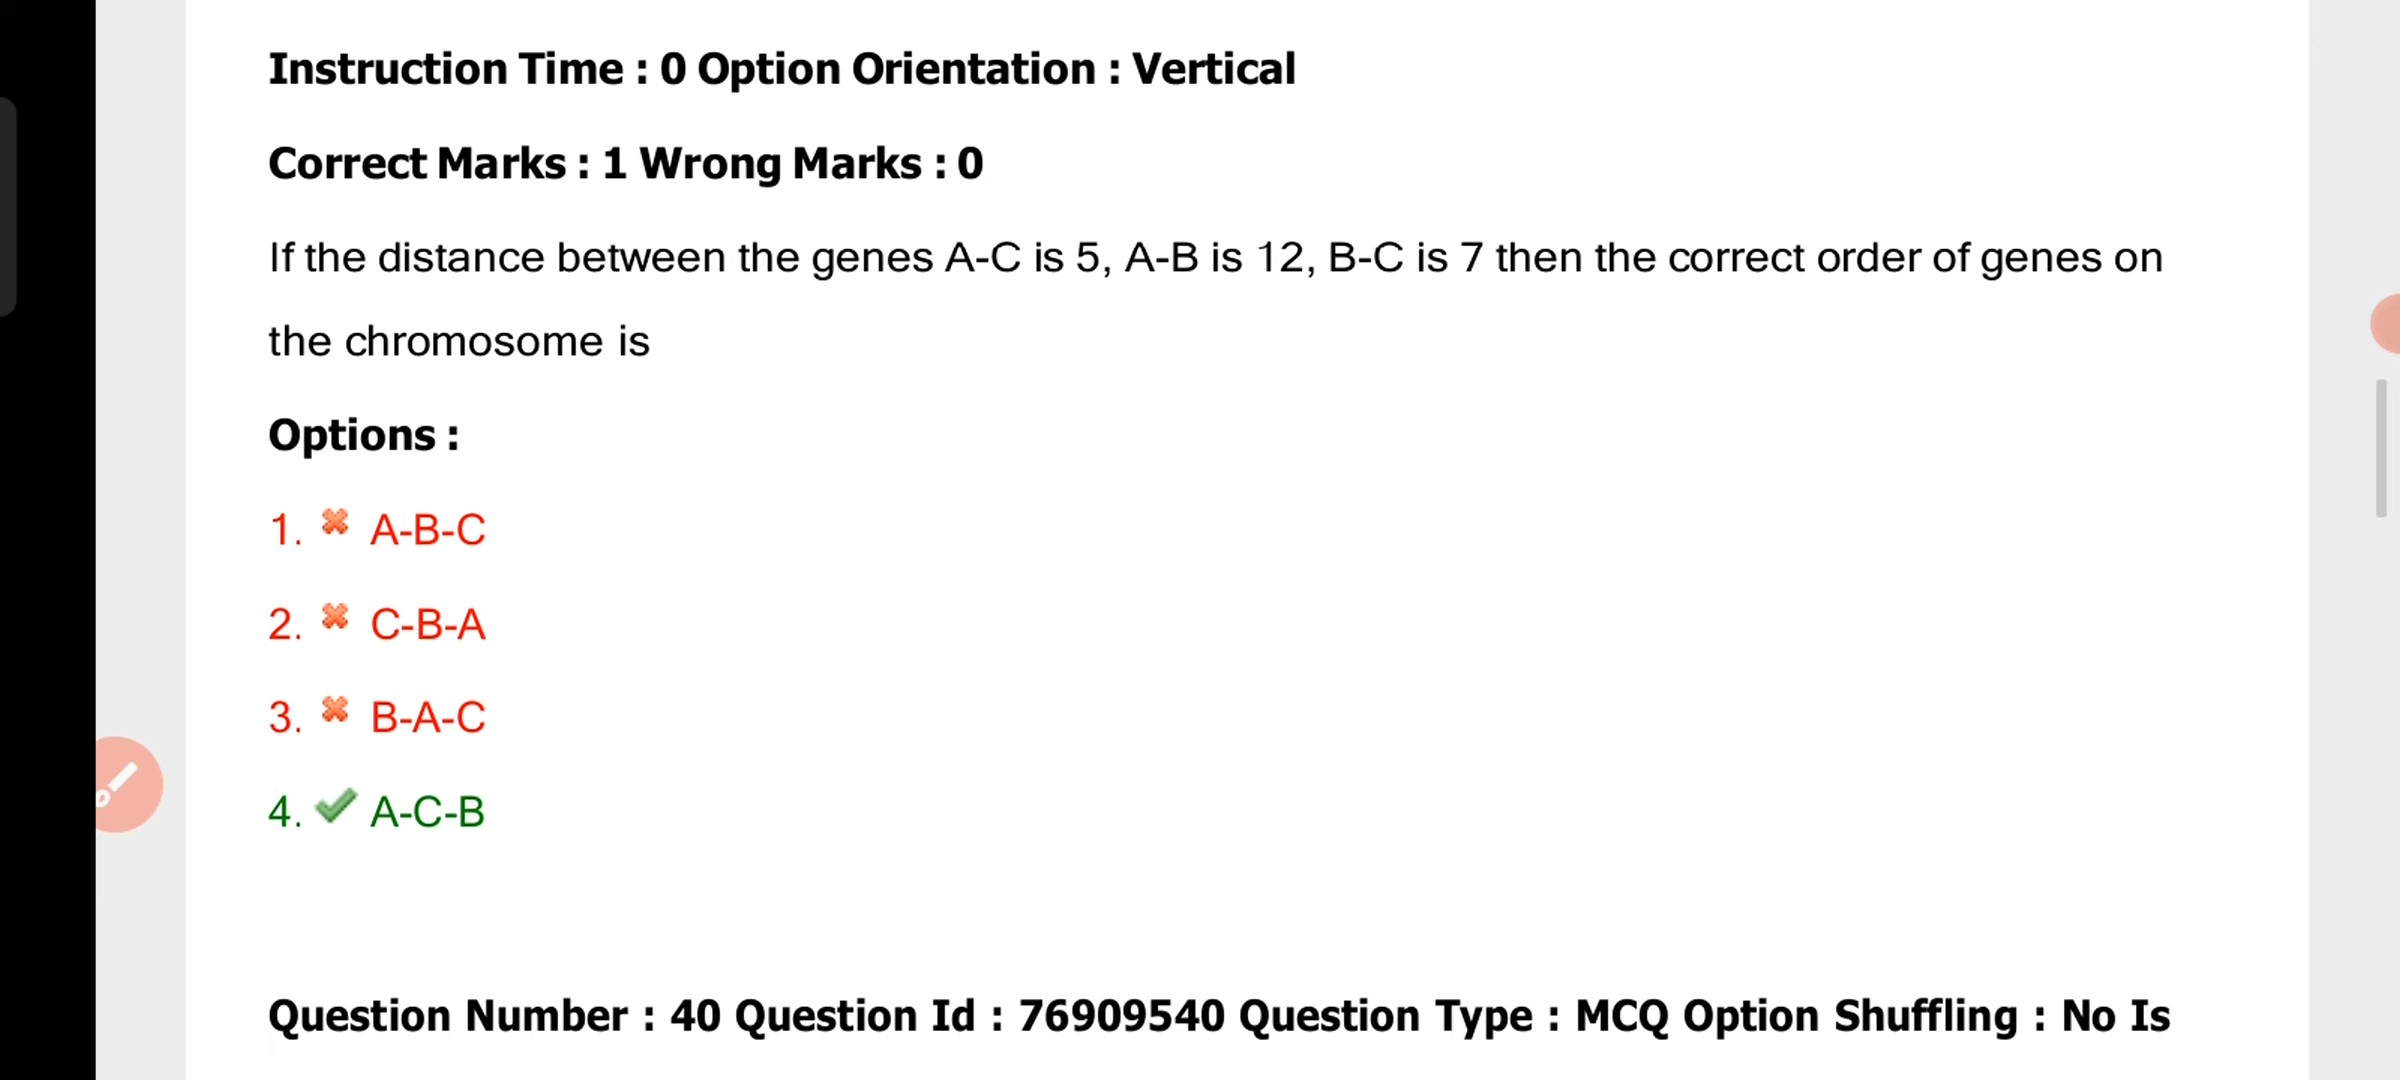 Instruction Time : 0 Option Orientation : Vertical
Correct Marks : 1 Wrong Marks : 0
If the distance between the genes A-C is 5, A-B is 12, B-C is 7 then the correct order of genes on
the chromosome is
Options :
1. A-B-C
2. C-B-A
3. B-A-C
4. A-C-B
Question Number : 40 Question Id : 76909540 Question Type : MCQ Option Shuffling : No Is